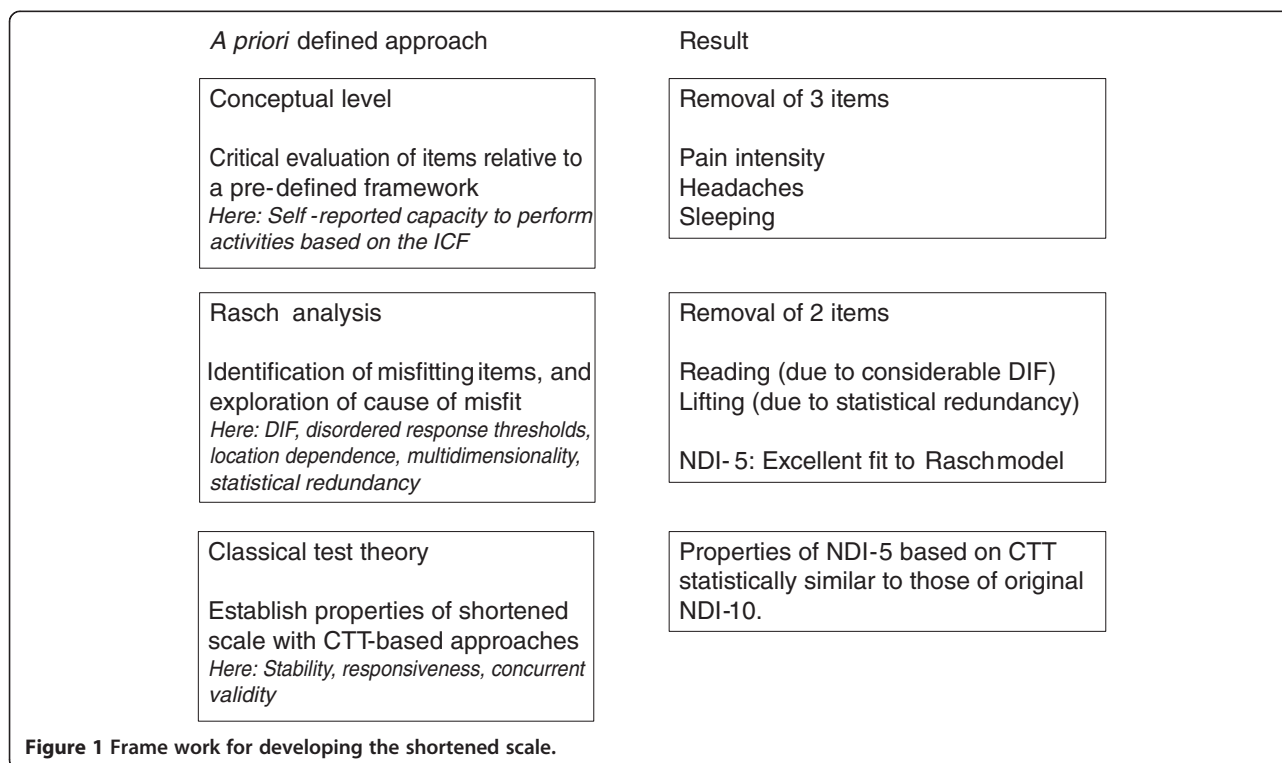 A priori defined approach
Result
Conceptual level
Critical evaluation of items relative to
a pre-defined framework
Here: Self-reported capacity to perform
activities based on the ICF
Removal of 3 items
Pain intensity
Headaches
Sleeping
Rasch analysis
Identification of misfitting items, and
exploration of cause of misfit
Here: DIF, disordered response thresholds,
location dependence, multidimensionality,
statistical redundancy
Removal of 2 items
Reading (due to considerable DIF)
Lifting (due to statistical redundancy)
NDI-5: Excellent fit to Raschmodel
Classical test theory
Establish properties of shortened
scale with CTT-based approaches
Here: Stability, responsiveness, concurrent
validity
Properties of NDI-5 based on CTT
statistically similar to those of original
NDI-10.
Figure 1 Frame work for developing the shortened scale.